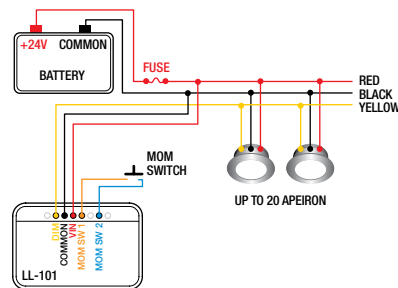 +24V COMMON
BATTERY
FUSE
RED
BLACK
YELLOW
MOM
SWITCH
UP TO 20 APEIRON
DIM
COMMON
VIN
MOM SW 1
MOM SW 2
LL-101